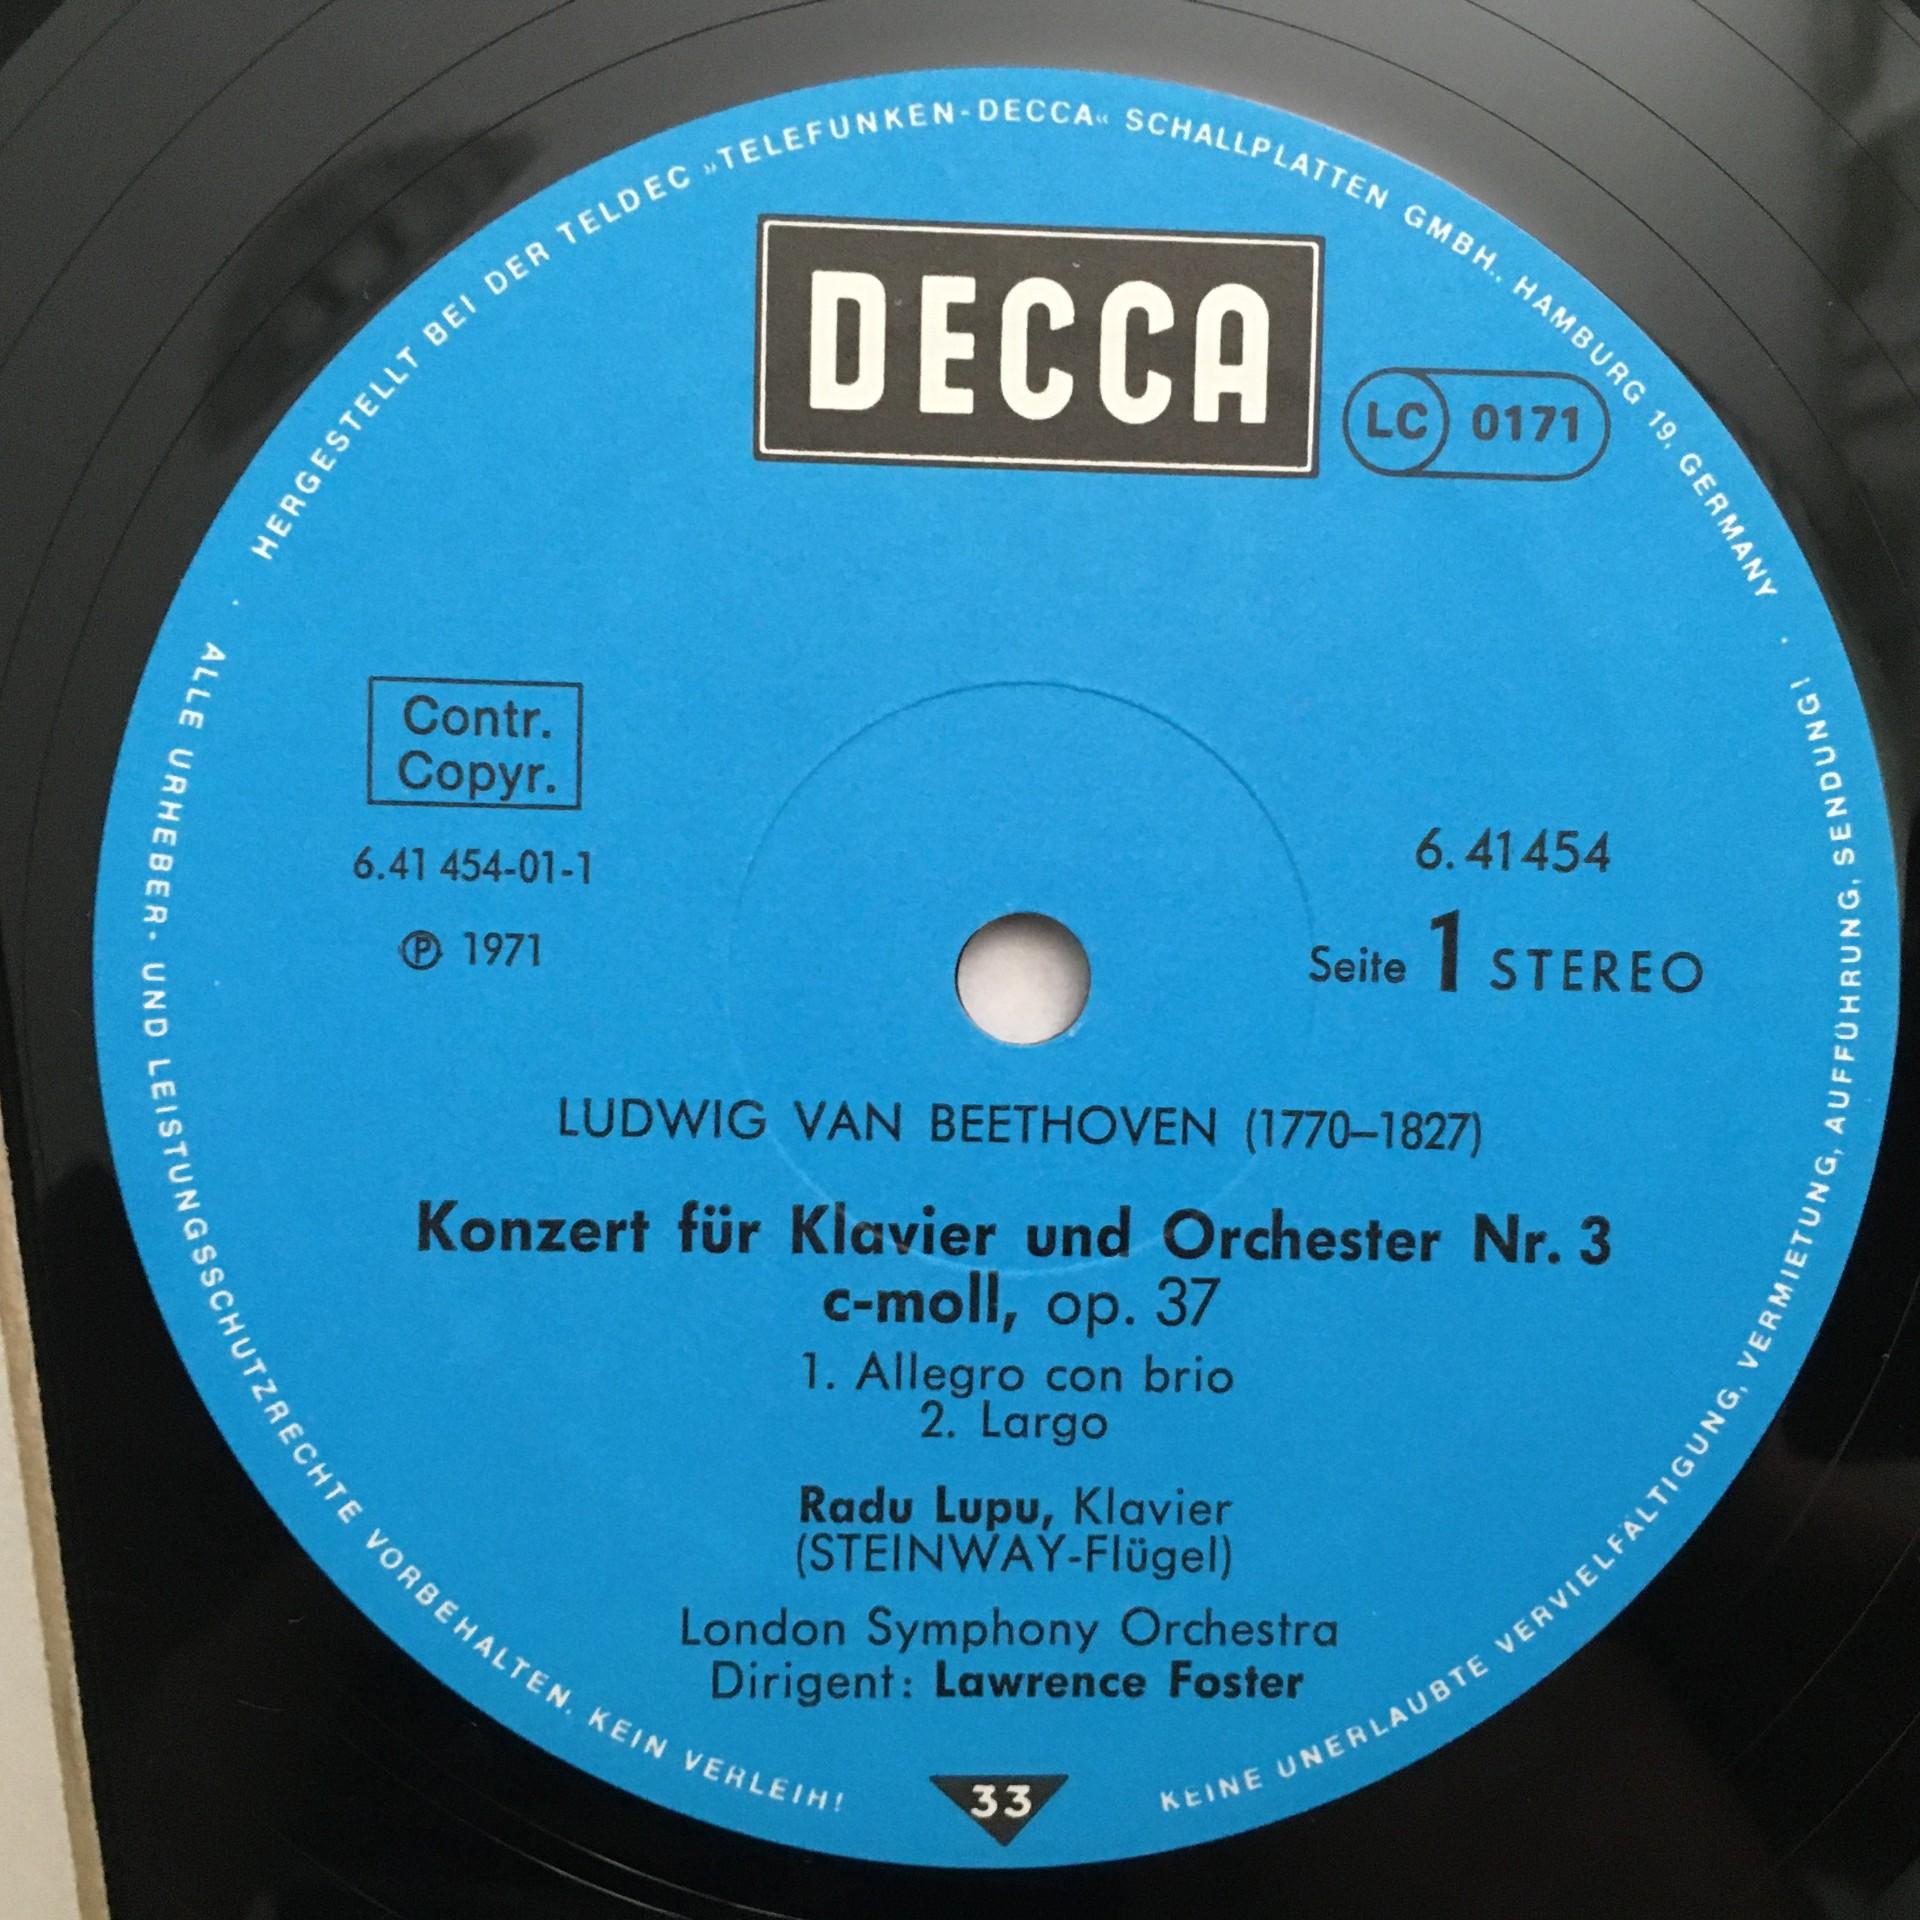 HERGESTELLT BEI DER TELDEC »TELEFUNKEN-DECCA« SCHALLPLATTEN GMBH., HAMBURG 19, GERMANY ·
DECCA
LC 0171
Contr.
Copyr.
6.41 454-01-1
℗ 1971
6.41454
Seite 1 STEREO
LUDWIG VAN BEETHOVEN (1770–1827)
Konzert für Klavier und Orchester Nr. 3
c-moll, op. 37
1. Allegro con brio
2. Largo
Radu Lupu, Klavier
(STEINWAY-Flügel)
London Symphony Orchestra
Dirigent: Lawrence Foster
33
· ALLE URHEBER- UND LEISTUNGSSCHUTZRECHTE VORBEHALTEN. KEIN VERLEIH!
KEINE UNERLAUBTE VERVIELFÄLTIGUNG, VERMIETUNG, AUFFÜHRUNG, SENDUNG!